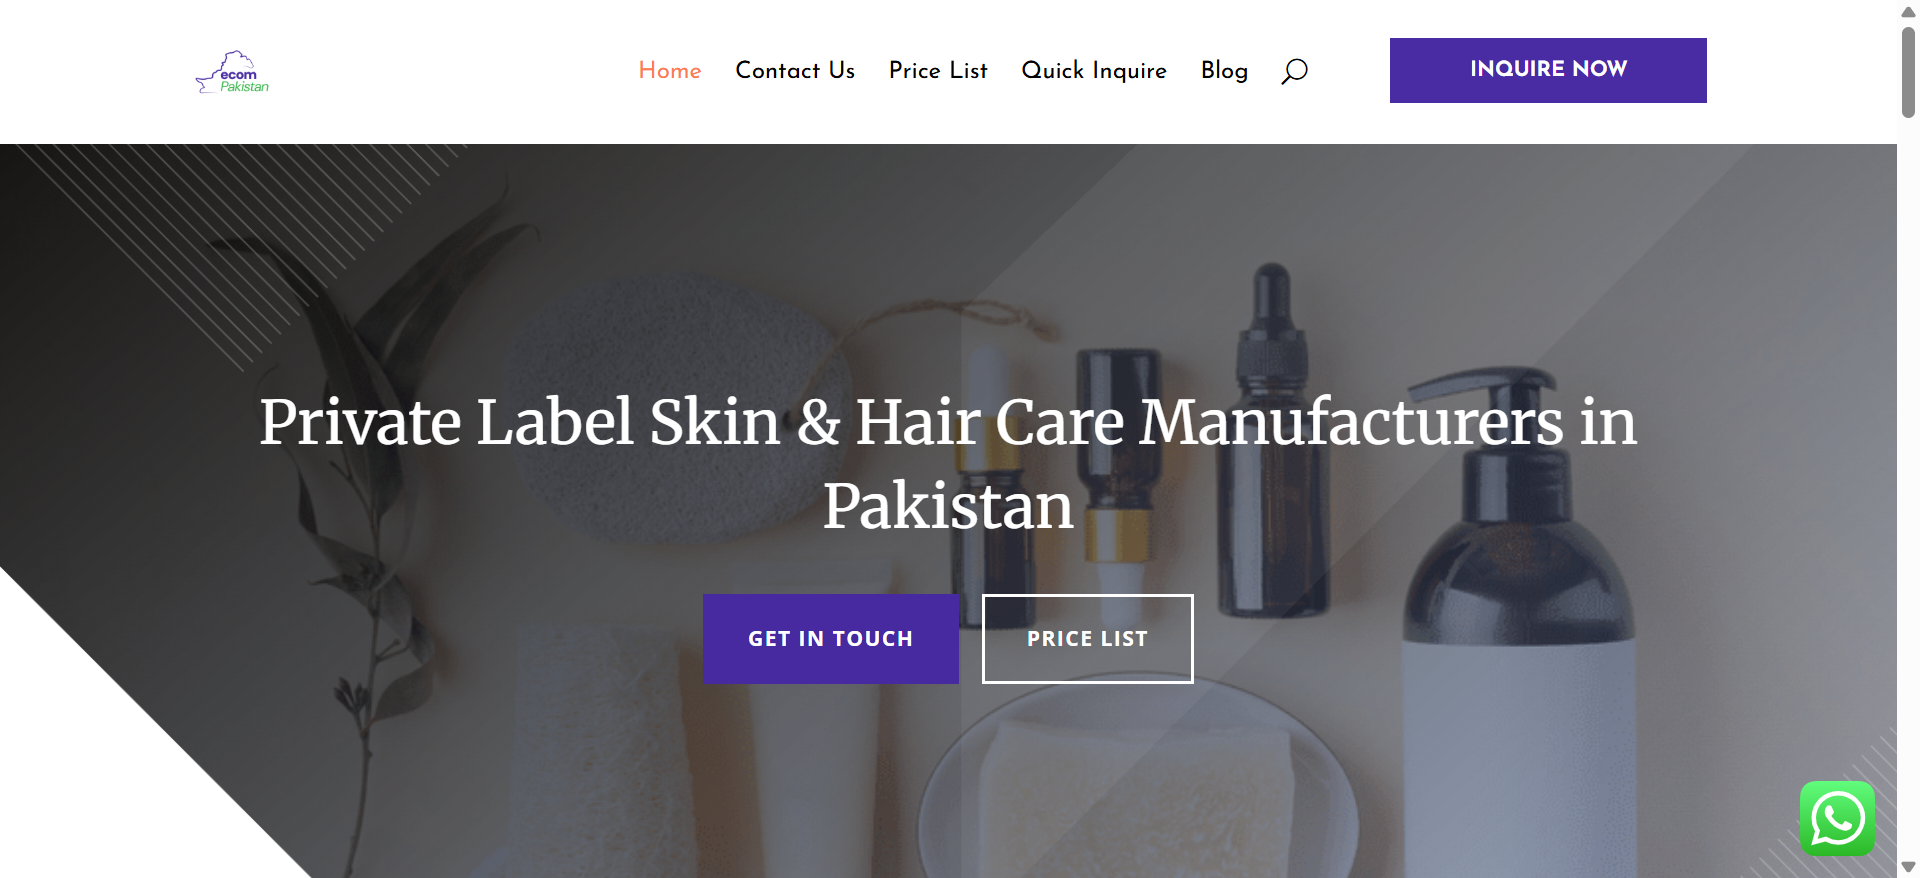 ecom
Pakistan
Home
Contact Us
Price List
Quick Inquire
Blog
INQUIRE NOW
Private Label Skin & Hair Care Manufacturers in
Pakistan
GET IN TOUCH
PRICE LIST